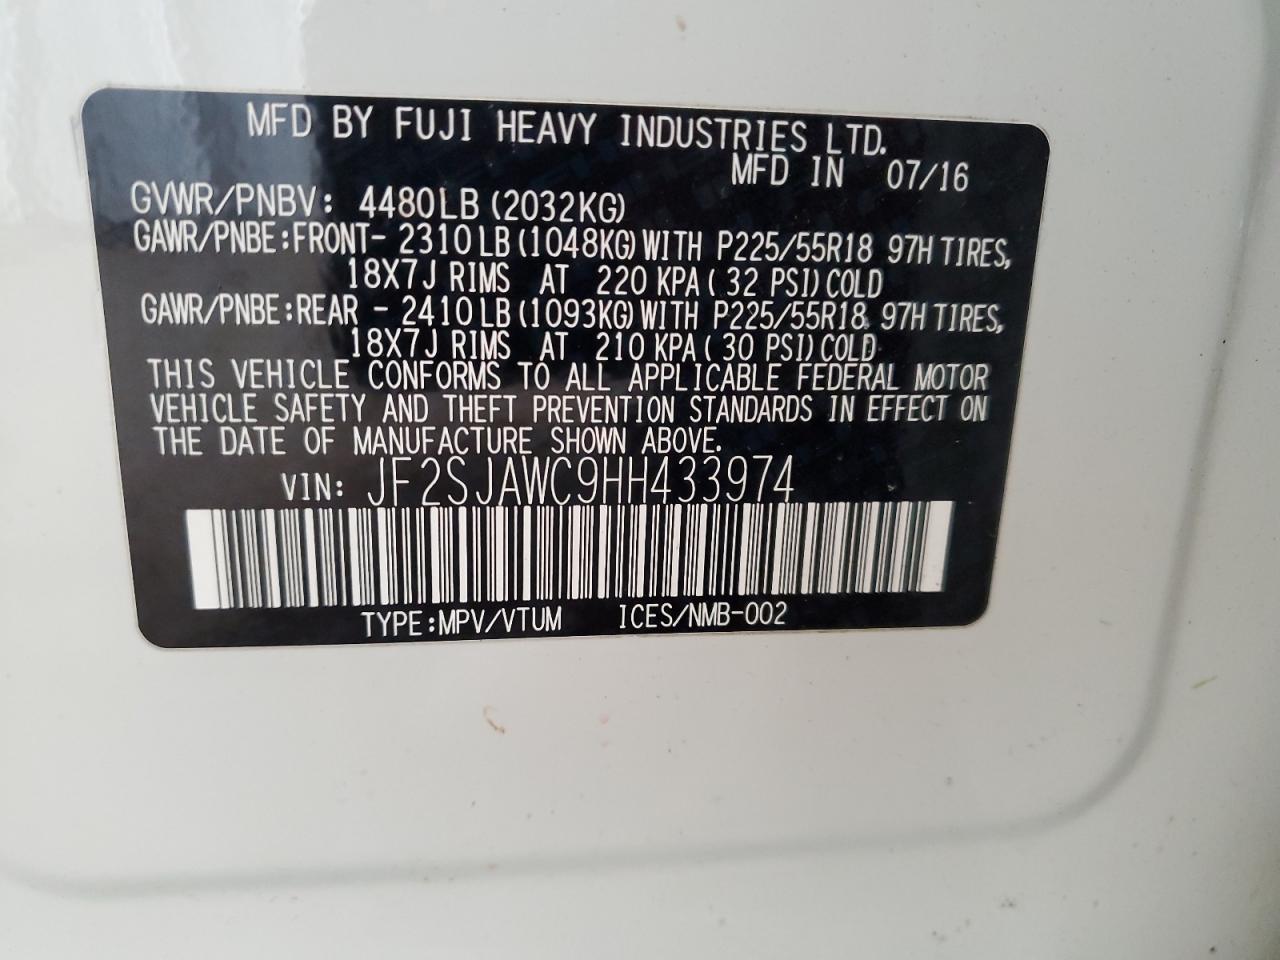 MFD BY FUJI HEAVY INDUSTRIES LTD.
MFD IN 07/16
GVWR/PNBV: 4480LB (2032KG)
GAWR/PNBE:FRONT- 2310LB (1048KG) WITH P225/55R18 97H TIRES,
18X7J RIMS AT 220 KPA ( 32 PSI) COLD
GAWR/PNBE:REAR - 2410LB (1093KG) WITH P225/55R18 97H TIRES,
18X7J RIMS AT 210 KPA ( 30 PSI) COLD
THIS VEHICLE CONFORMS TO ALL APPLICABLE FEDERAL MOTOR
VEHICLE SAFETY AND THEFT PREVENTION STANDARDS IN EFFECT ON
THE DATE OF MANUFACTURE SHOWN ABOVE.
VIN: JF2SJAWC9HH433974
TYPE:MPV/VTUM ICES/NMB-002